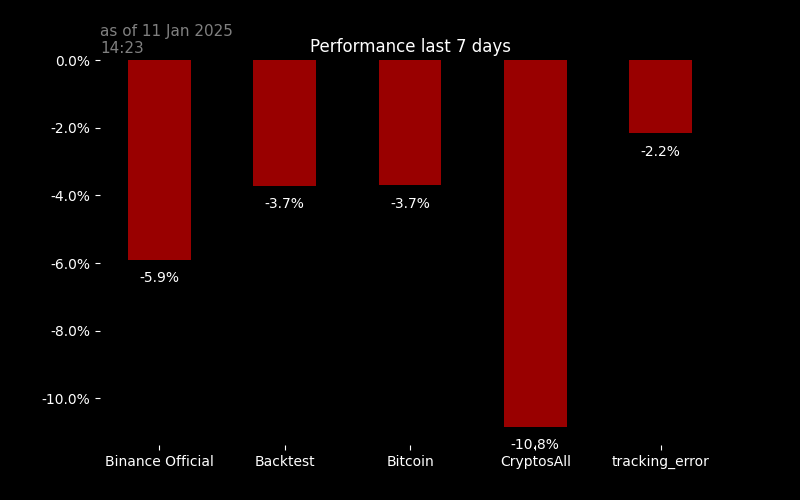 as of 11 Jan 2025
14:23
Performance last 7 days
0.0%
-2.0%
-4.0%
-6.0%
-8.0%
-10.0%
-5.9%
-3.7%
-3.7%
-10.8%
-2.2%
Binance Official
Backtest
Bitcoin
CryptosAll
tracking_error